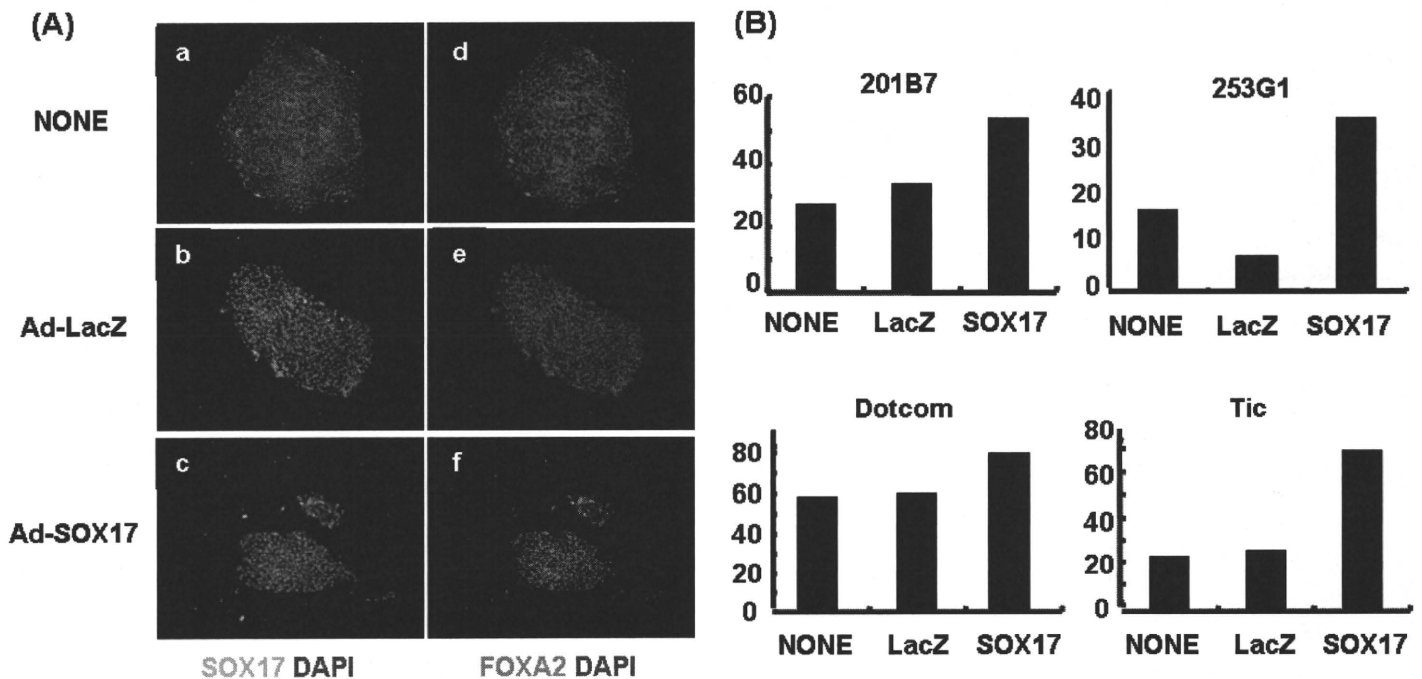 (A)
a
d
NONE
b
e
Ad-LacZ
c
f
Ad-SOX17
SOX17 DAPI
FOXA2 DAPI
(B)
201B7
60
40
20
0
NONE LacZ SOX17
253G1
40
30
20
10
0
NONE LacZ SOX17
Dotcom
80
60
40
20
0
NONE LacZ SOX17
Tic
80
60
40
20
0
NONE LacZ SOX17